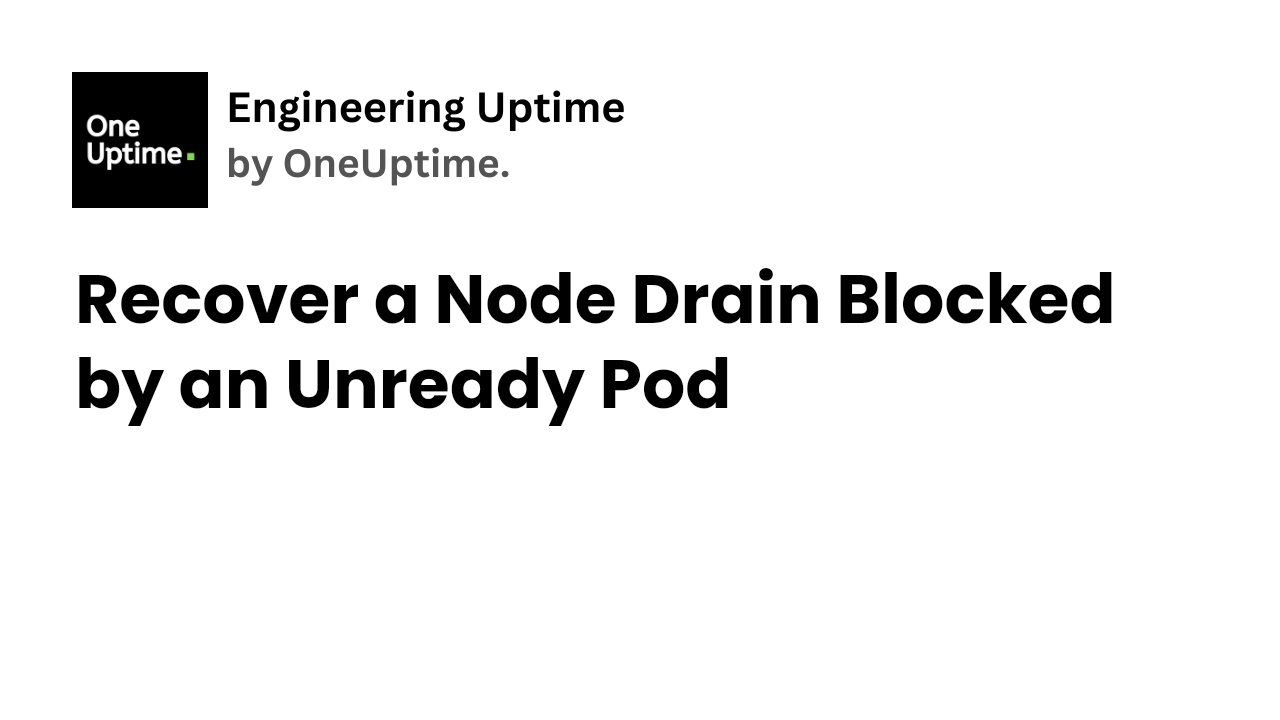 One
Uptime
Engineering Uptime
by OneUptime.
Recover a Node Drain Blocked
by an Unready Pod